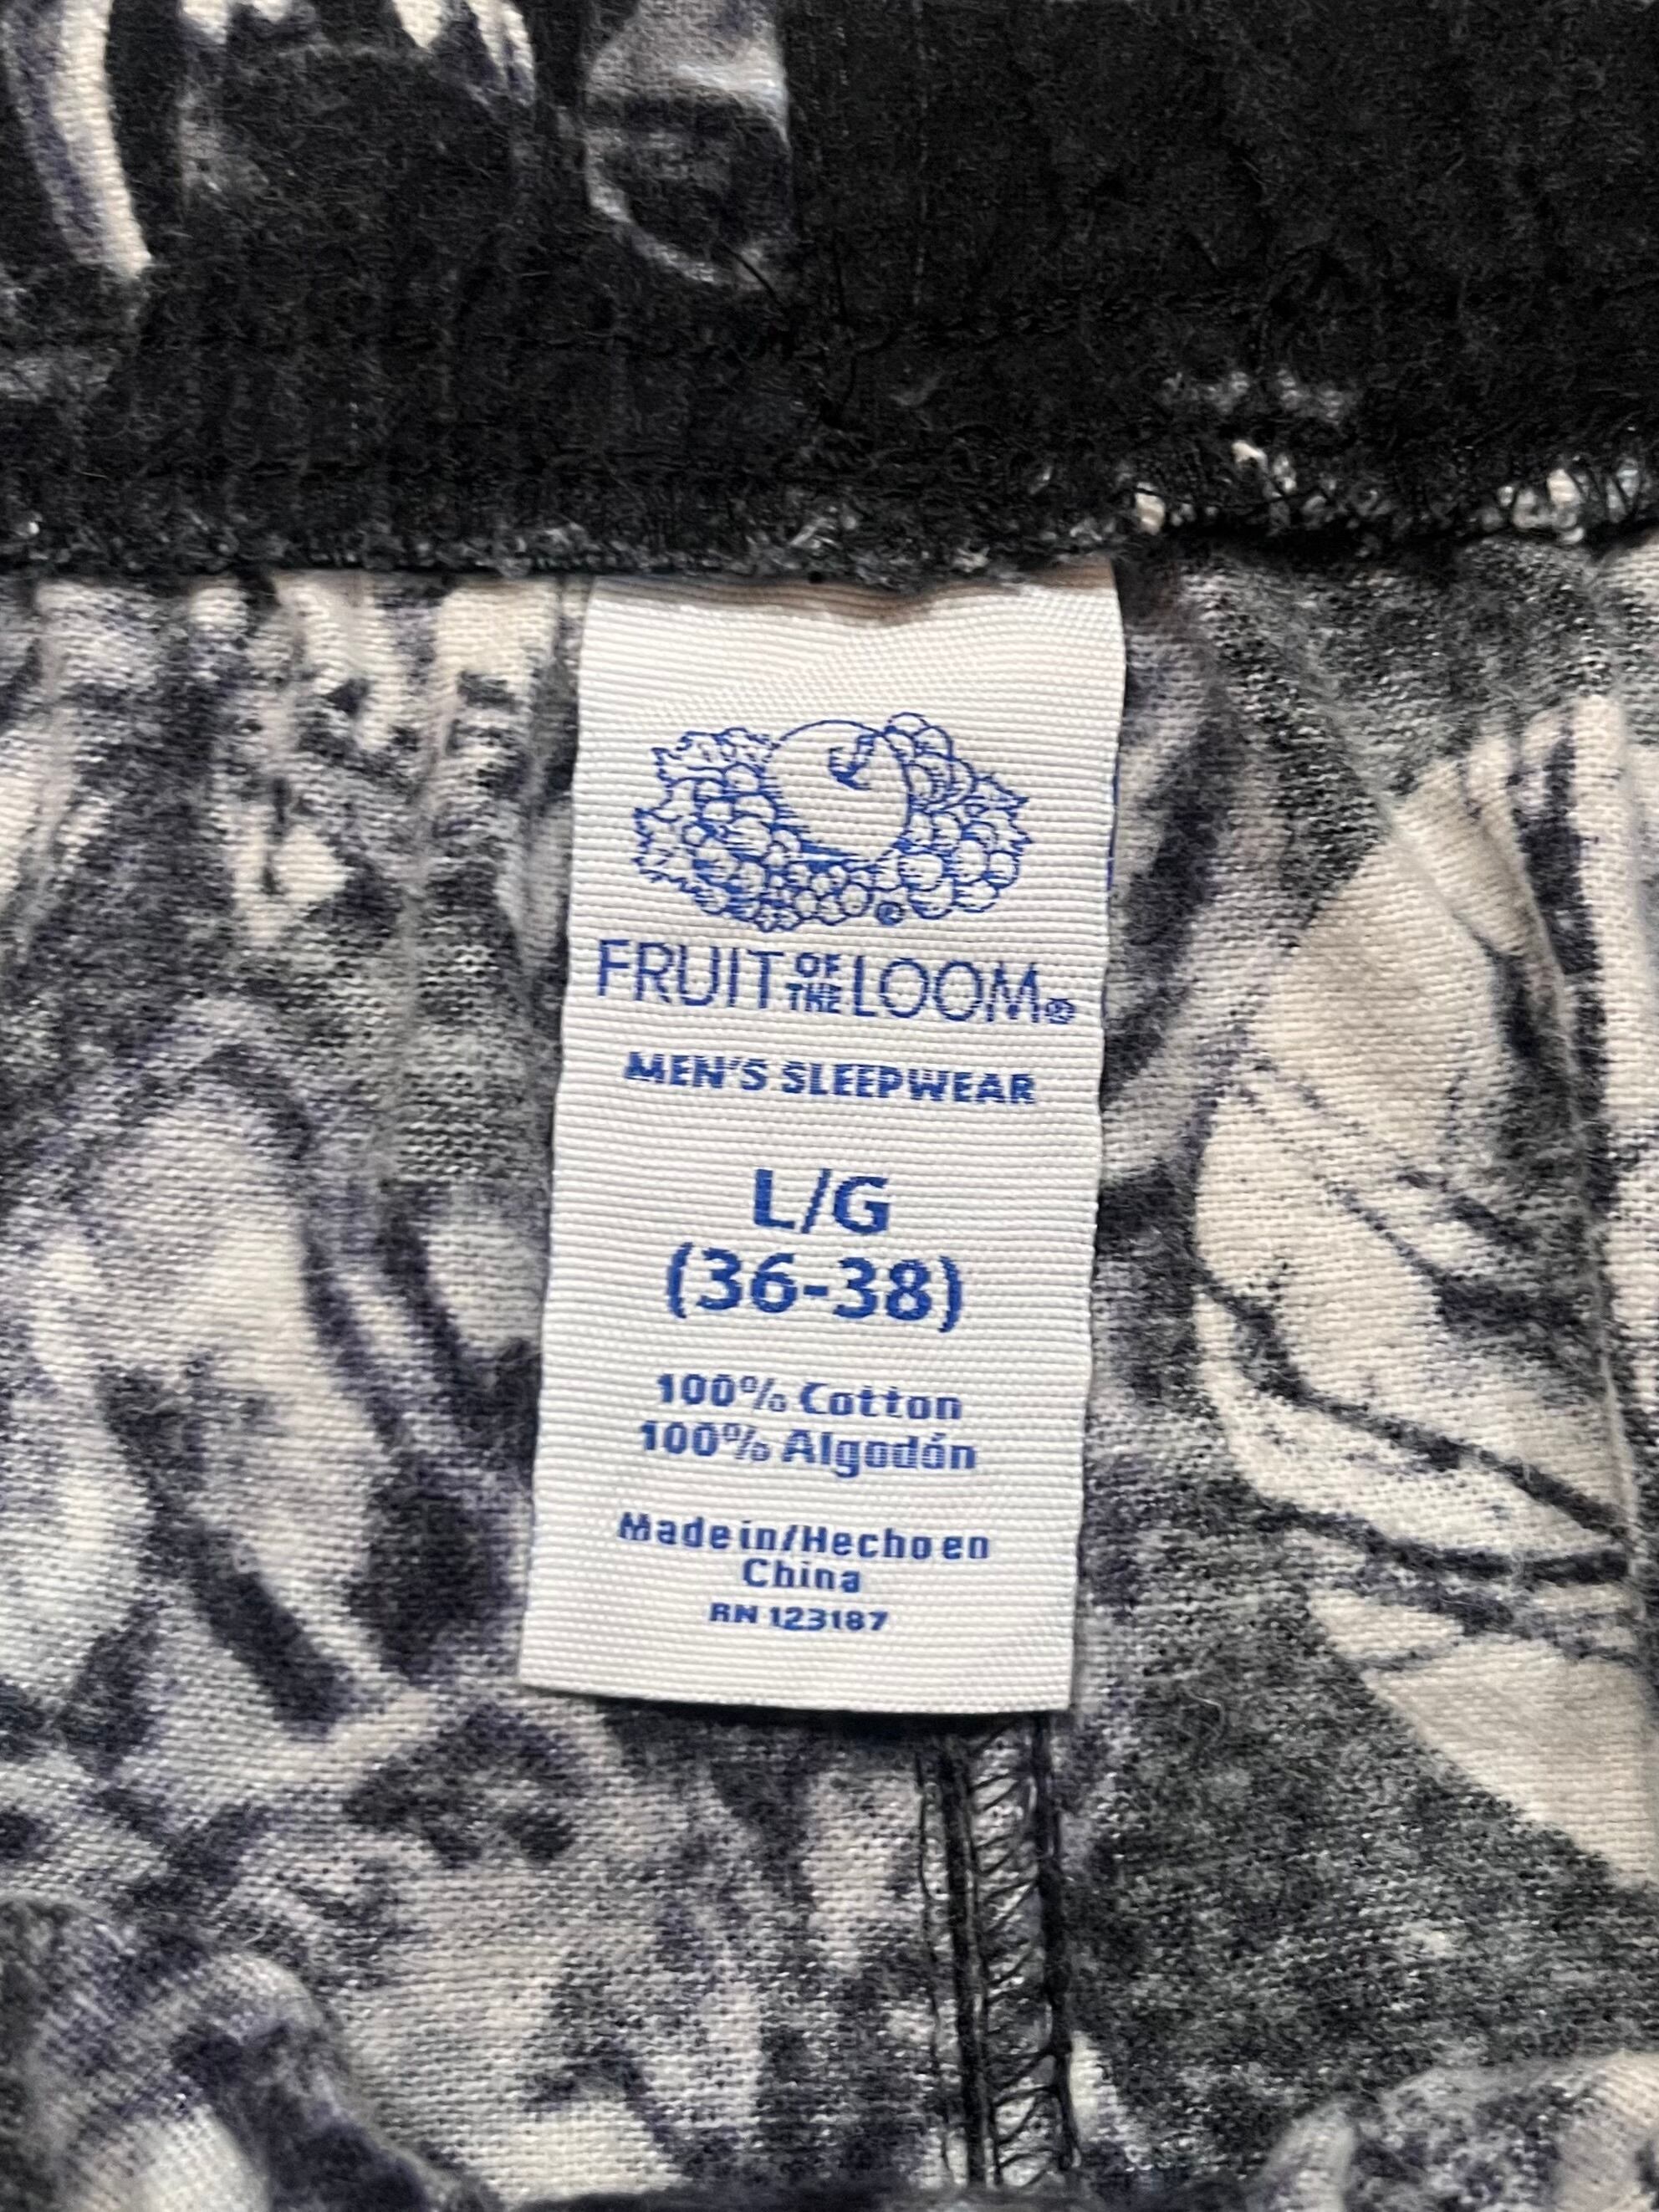 FRUIT OF THE LOOM®
MEN'S SLEEPWEAR
L/G
(36-38)
100% Cotton
100% Algodón
Made in/Hecho en
China
RN 123187